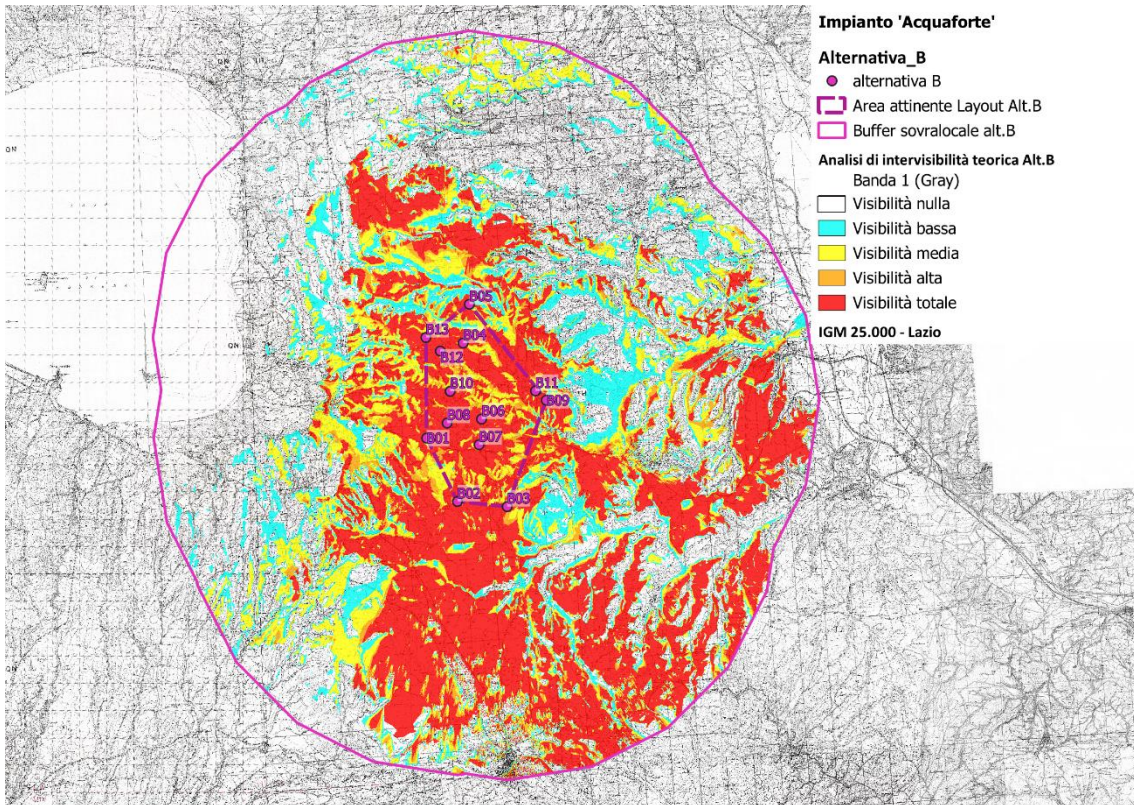 Impianto 'Acquaforte'
Alternativa_B
alternativa B
Area attinente Layout Alt.B
Buffer sovralocale alt.B
Analisi di intervisibilità teorica Alt.B
Banda 1 (Gray)
Visibilità nulla
Visibilità bassa
Visibilità media
Visibilità alta
Visibilità totale
IGM 25.000 - Lazio
B05
B13
B04
B12
B10
B11
B09
B08
B06
B01
B07
B02
B03